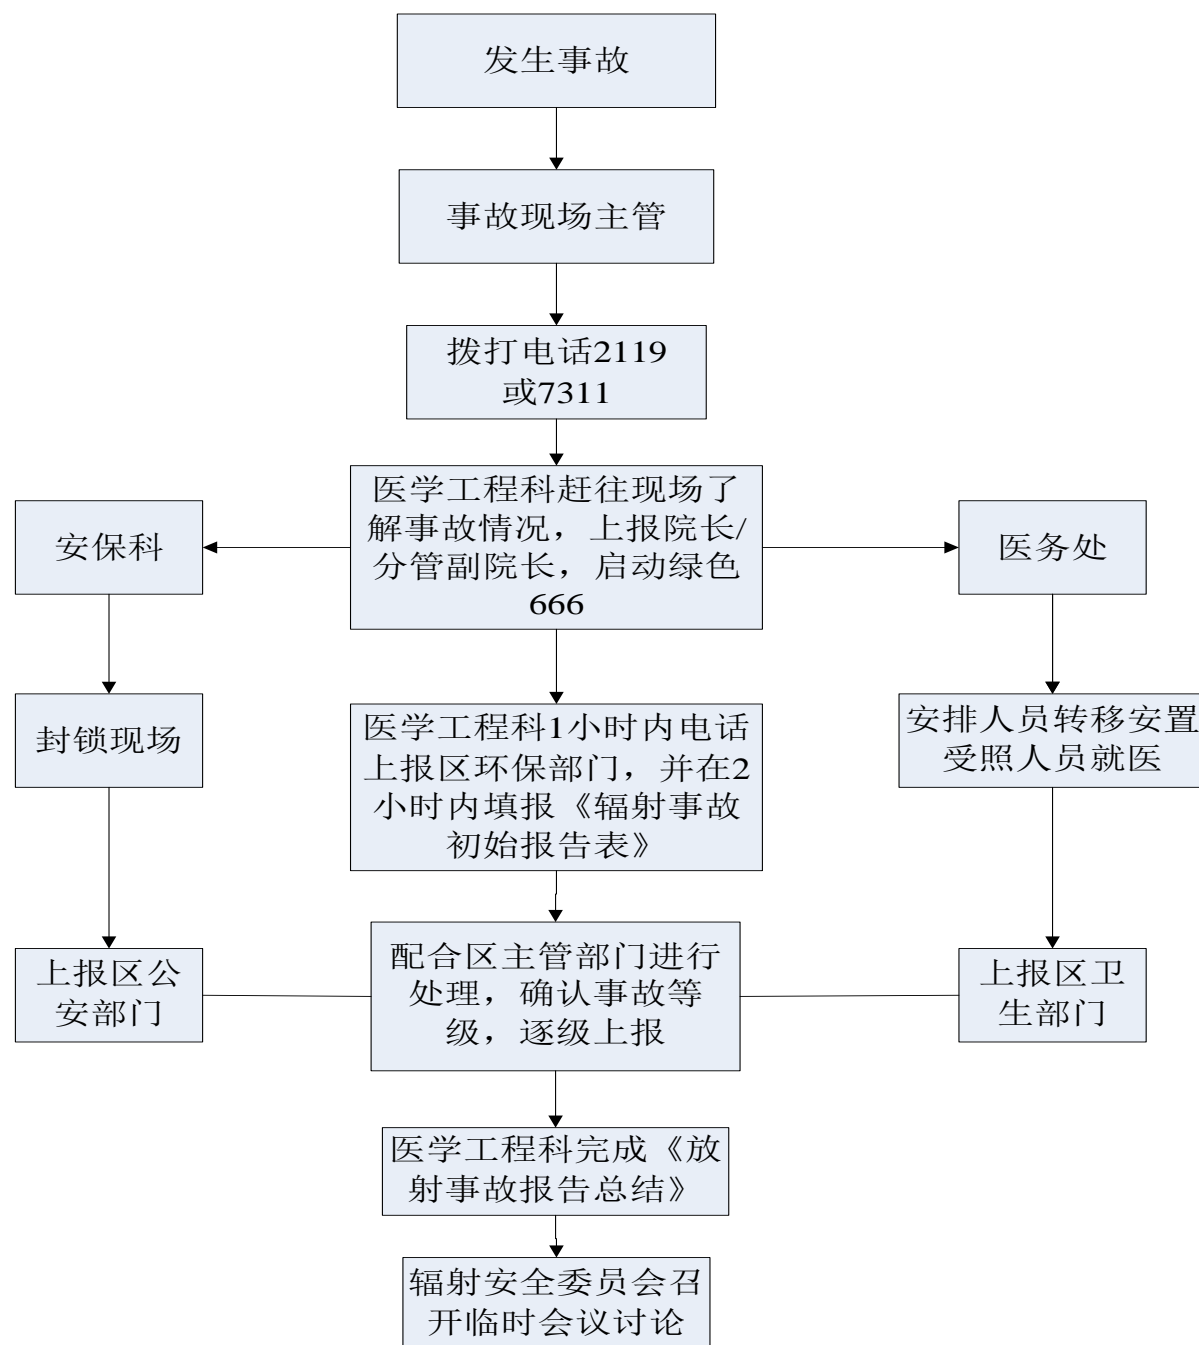 发生事故
事故现场主管
拨打电话2119
或7311
医学工程科赶往现场了
解事故情况，上报院长/
分管副院长，启动绿色
666
安保科
医务处
封锁现场
医学工程科1小时内电话
上报区环保部门，并在2
小时内填报《辐射事故
初始报告表》
安排人员转移安置
受照人员就医
上报区公
安部门
配合区主管部门进行
处理，确认事故等
级，逐级上报
上报区卫
生部门
医学工程科完成《放
射事故报告总结》
辐射安全委员会召
开临时会议讨论